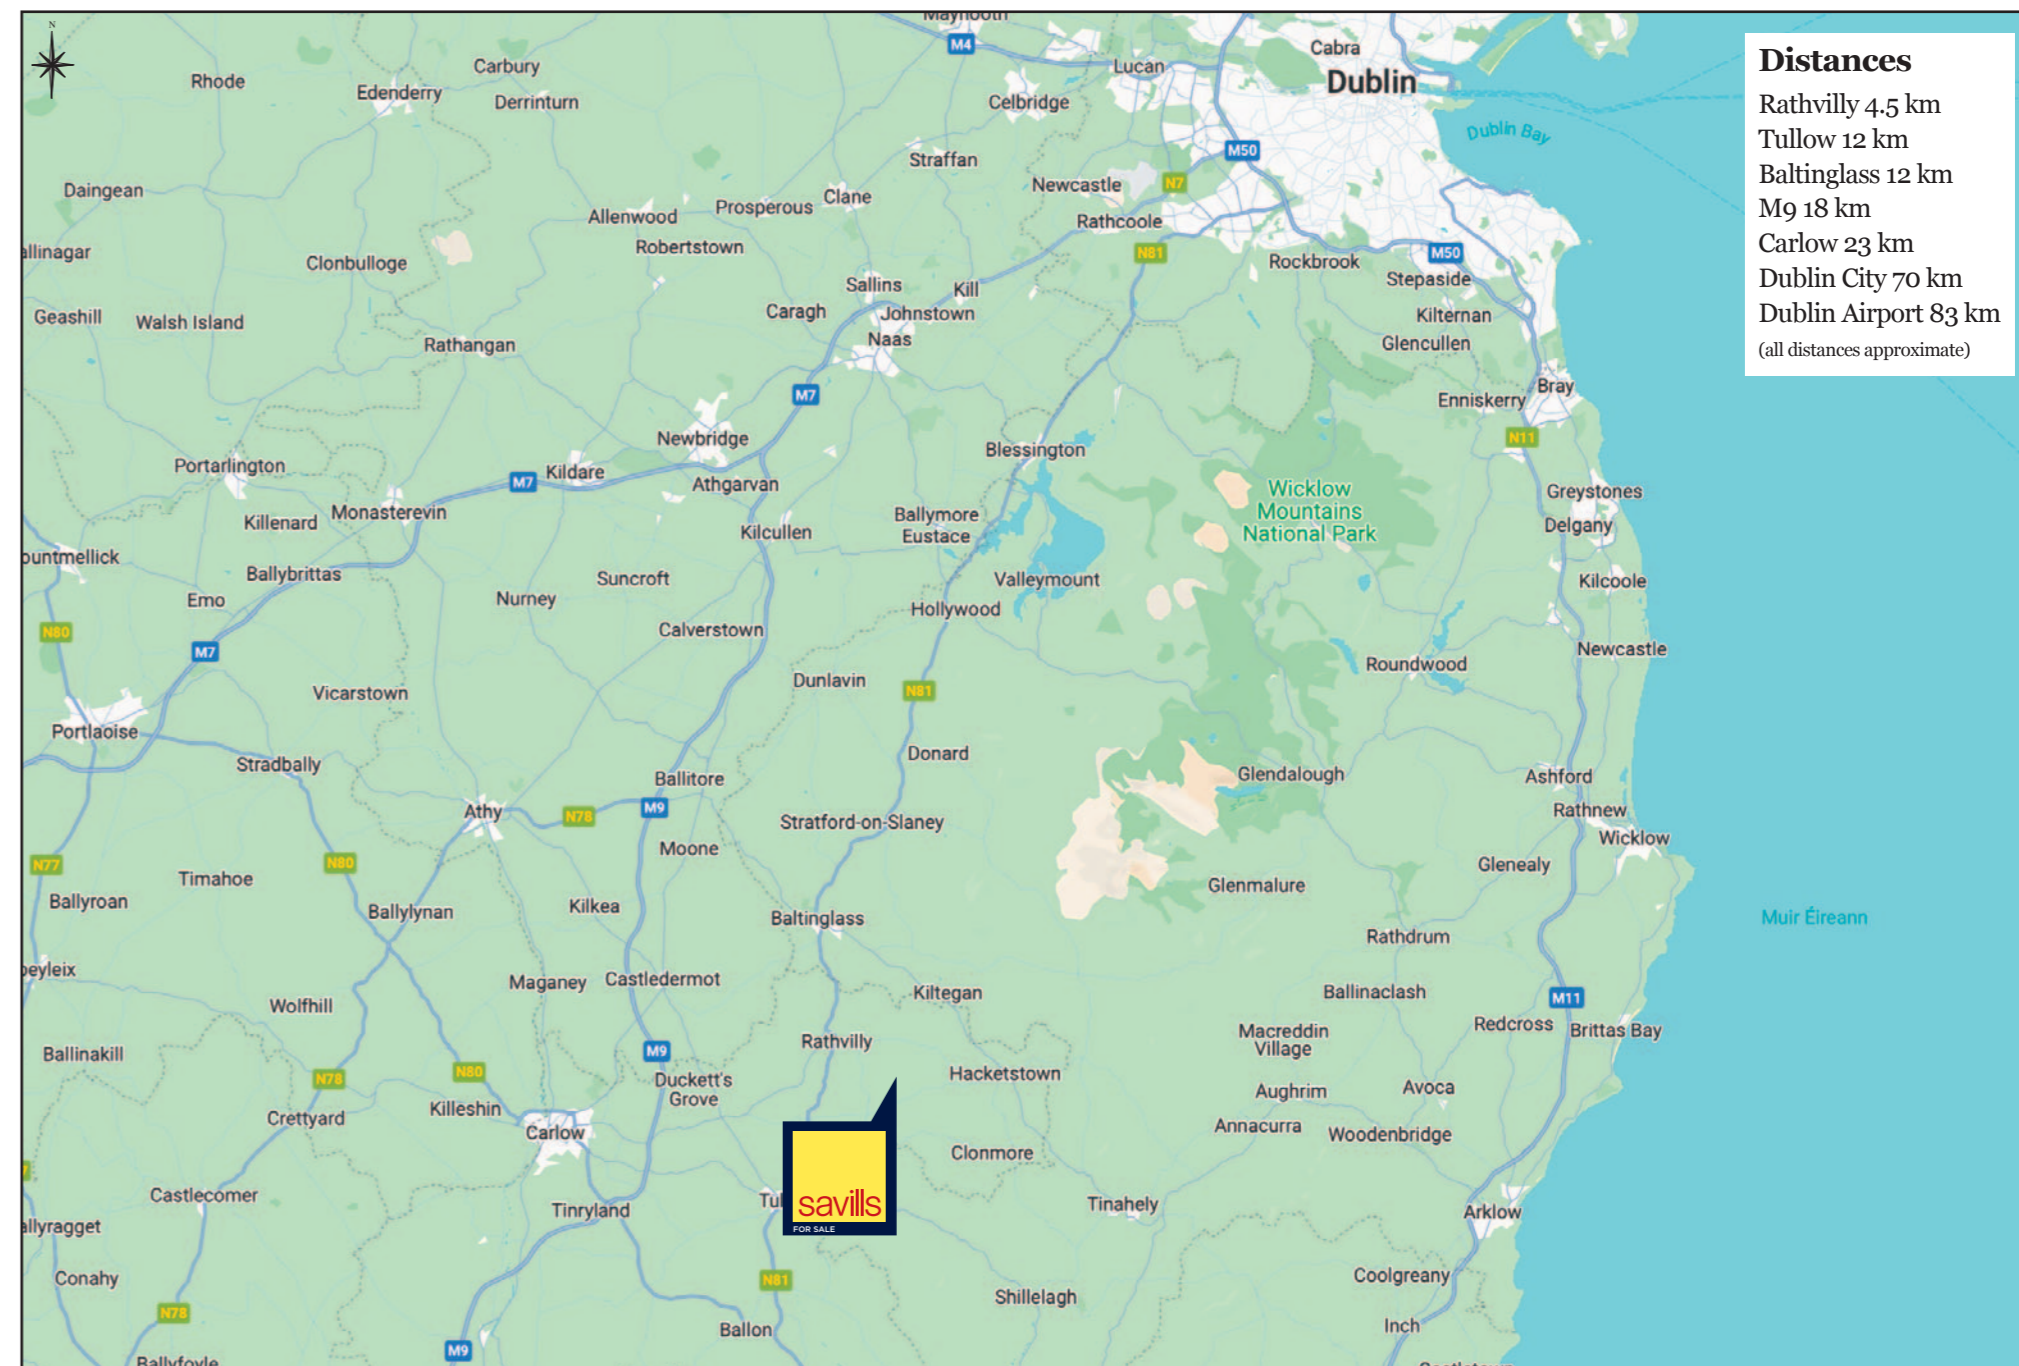 N
Maynooth
M4
Cabra
Dublin
Lucan
Carbury
Rhode
Edenderry
Derrinturn
Celbridge
Dublin Bay
M50
Straffan
Newcastle
N7
Daingean
Clane
Prosperous
Allenwood
Rathcoole
Robertstown
N81
allinagar
Clonbulloge
Rockbrook
M50
Stepaside
Sallins
Kill
Caragh
Johnstown
Geashill
Walsh Island
Kilternan
Naas
Rathangan
Glencullen
M7
Bray
Enniskerry
N11
Newbridge
Blessington
Portarlington
Kildare
M7
Athgarvan
Wicklow
Mountains
National Park
Greystones
Monasterevin
Killenard
Ballymore
Eustace
Delgany
Kilcullen
ountmellick
Ballybrittas
Suncroft
Valleymount
Kilcoole
Emo
Nurney
Hollywood
N80
Calverstown
M7
Newcastle
Roundwood
Dunlavin
N81
Vicarstown
Portlaoise
Donard
Stradbally
Ballitore
Glendalough
Ashford
M9
Athy
N78
Rathnew
Stratford-on-Slaney
Wicklow
Moone
N77
N80
Glenealy
Timahoe
Glenmalure
Ballyroan
Ballylynan
Kilkea
Baltinglass
Muir Éireann
Rathdrum
beyleix
Maganey
Castledermot
Kiltegan
Ballinaclash
M11
Wolfhill
Redcross
Brittas Bay
Macreddin
Village
Rathvilly
Ballinakill
M9
N80
Hacketstown
N78
Duckett's
Grove
Aughrim
Avoca
Killeshin
Crettyard
Carlow
Annacurra
Woodenbridge
Clonmore
Castlecomer
Tinryland
Tul
Tinahely
Arklow
allyragget
Conahy
N81
Coolgreany
Shillelagh
N78
Ballon
Inch
M9
Ballyfoyle
savills
FOR SALE
Distances
Rathvilly 4.5 km
Tullow 12 km
Baltinglass 12 km
M9 18 km
Carlow 23 km
Dublin City 70 km
Dublin Airport 83 km
(all distances approximate)